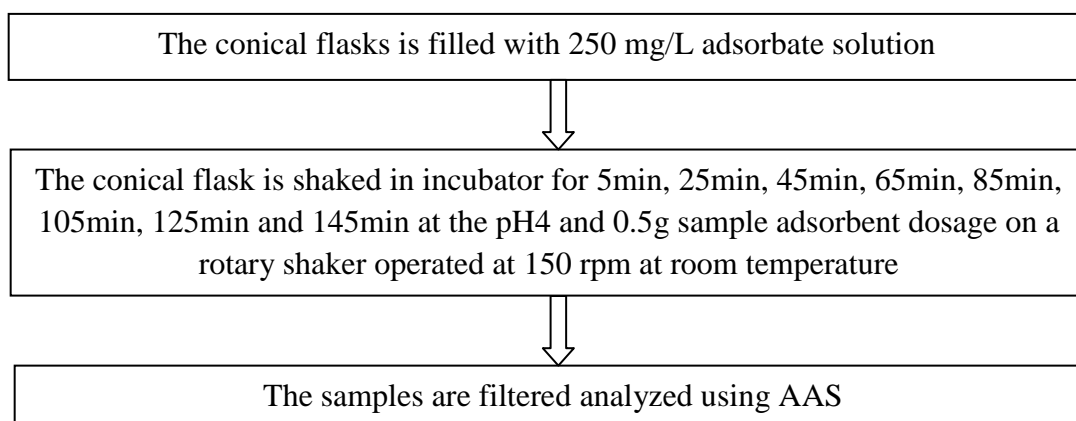 The conical flasks is filled with 250 mg/L adsorbate solution
The conical flask is shaked in incubator for 5min, 25min, 45min, 65min, 85min,
105min, 125min and 145min at the pH4 and 0.5g sample adsorbent dosage on a
rotary shaker operated at 150 rpm at room temperature
The samples are filtered analyzed using AAS